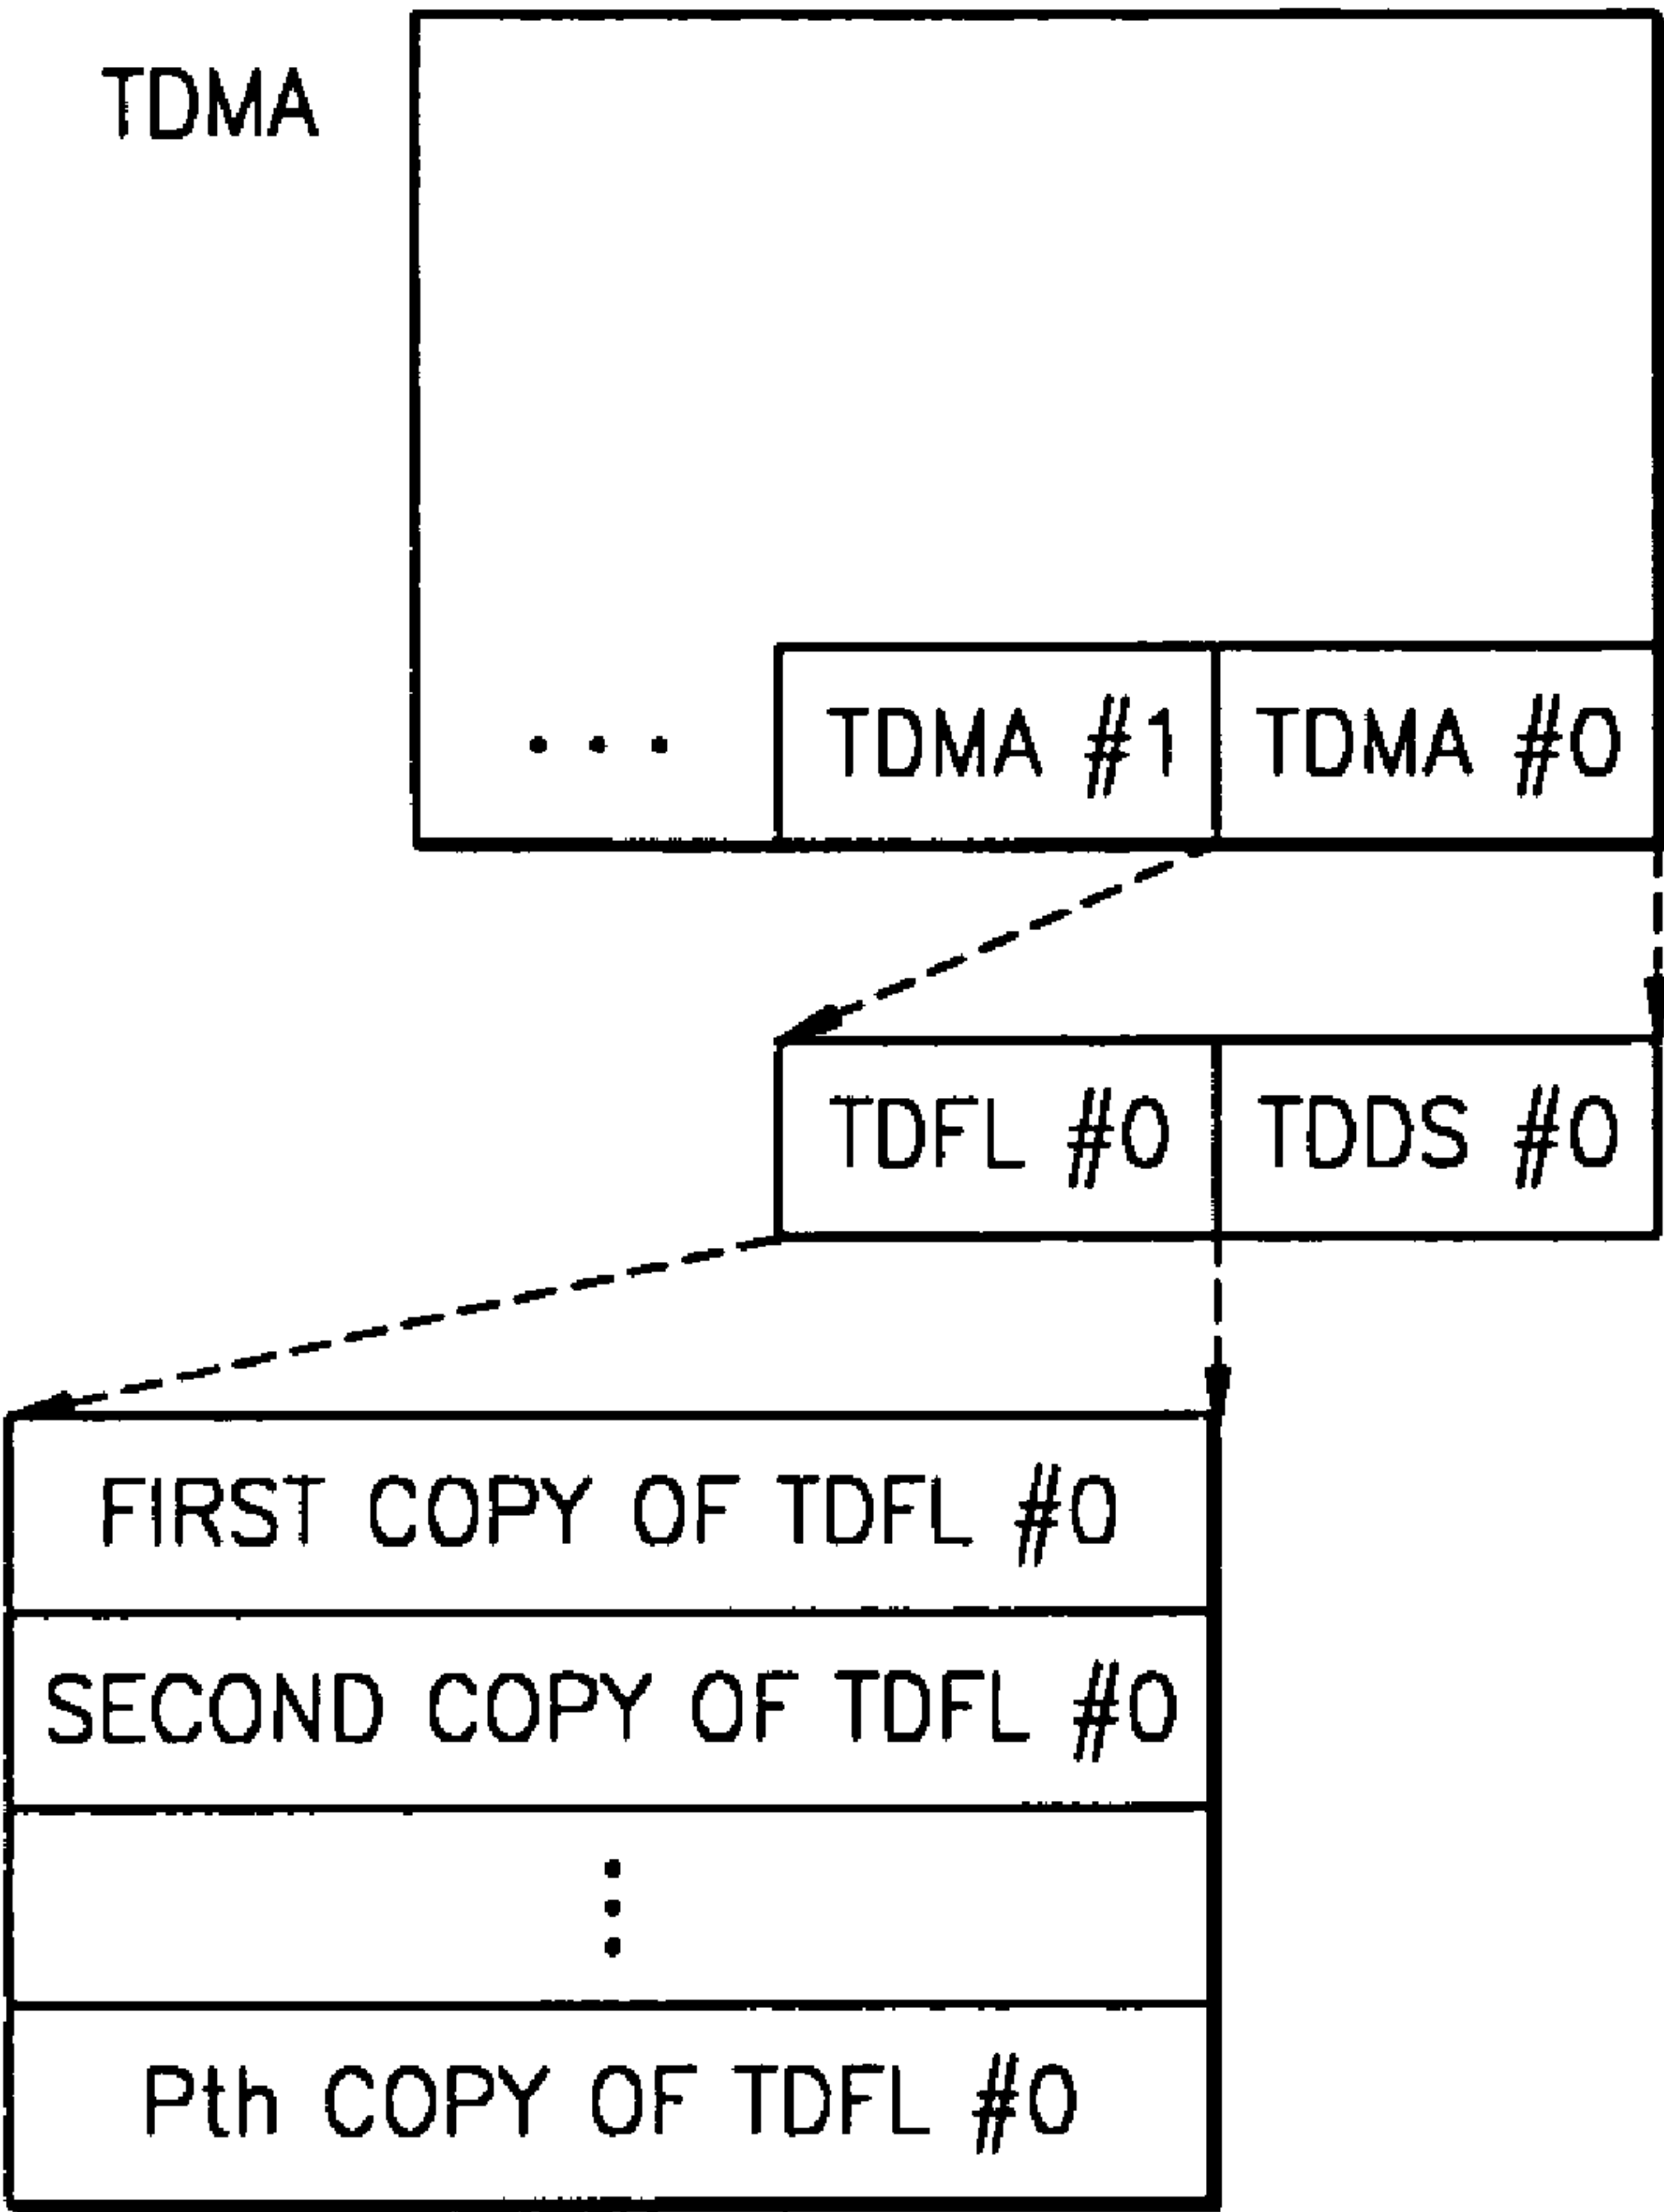 TDMA
... TDMA #1 TDMA #0
TDFL #0 TDDS #0
FIRST COPY OF TDFL #0
SECOND COPY OF TDFL #0
⋮
Pth COPY OF TDFL #0